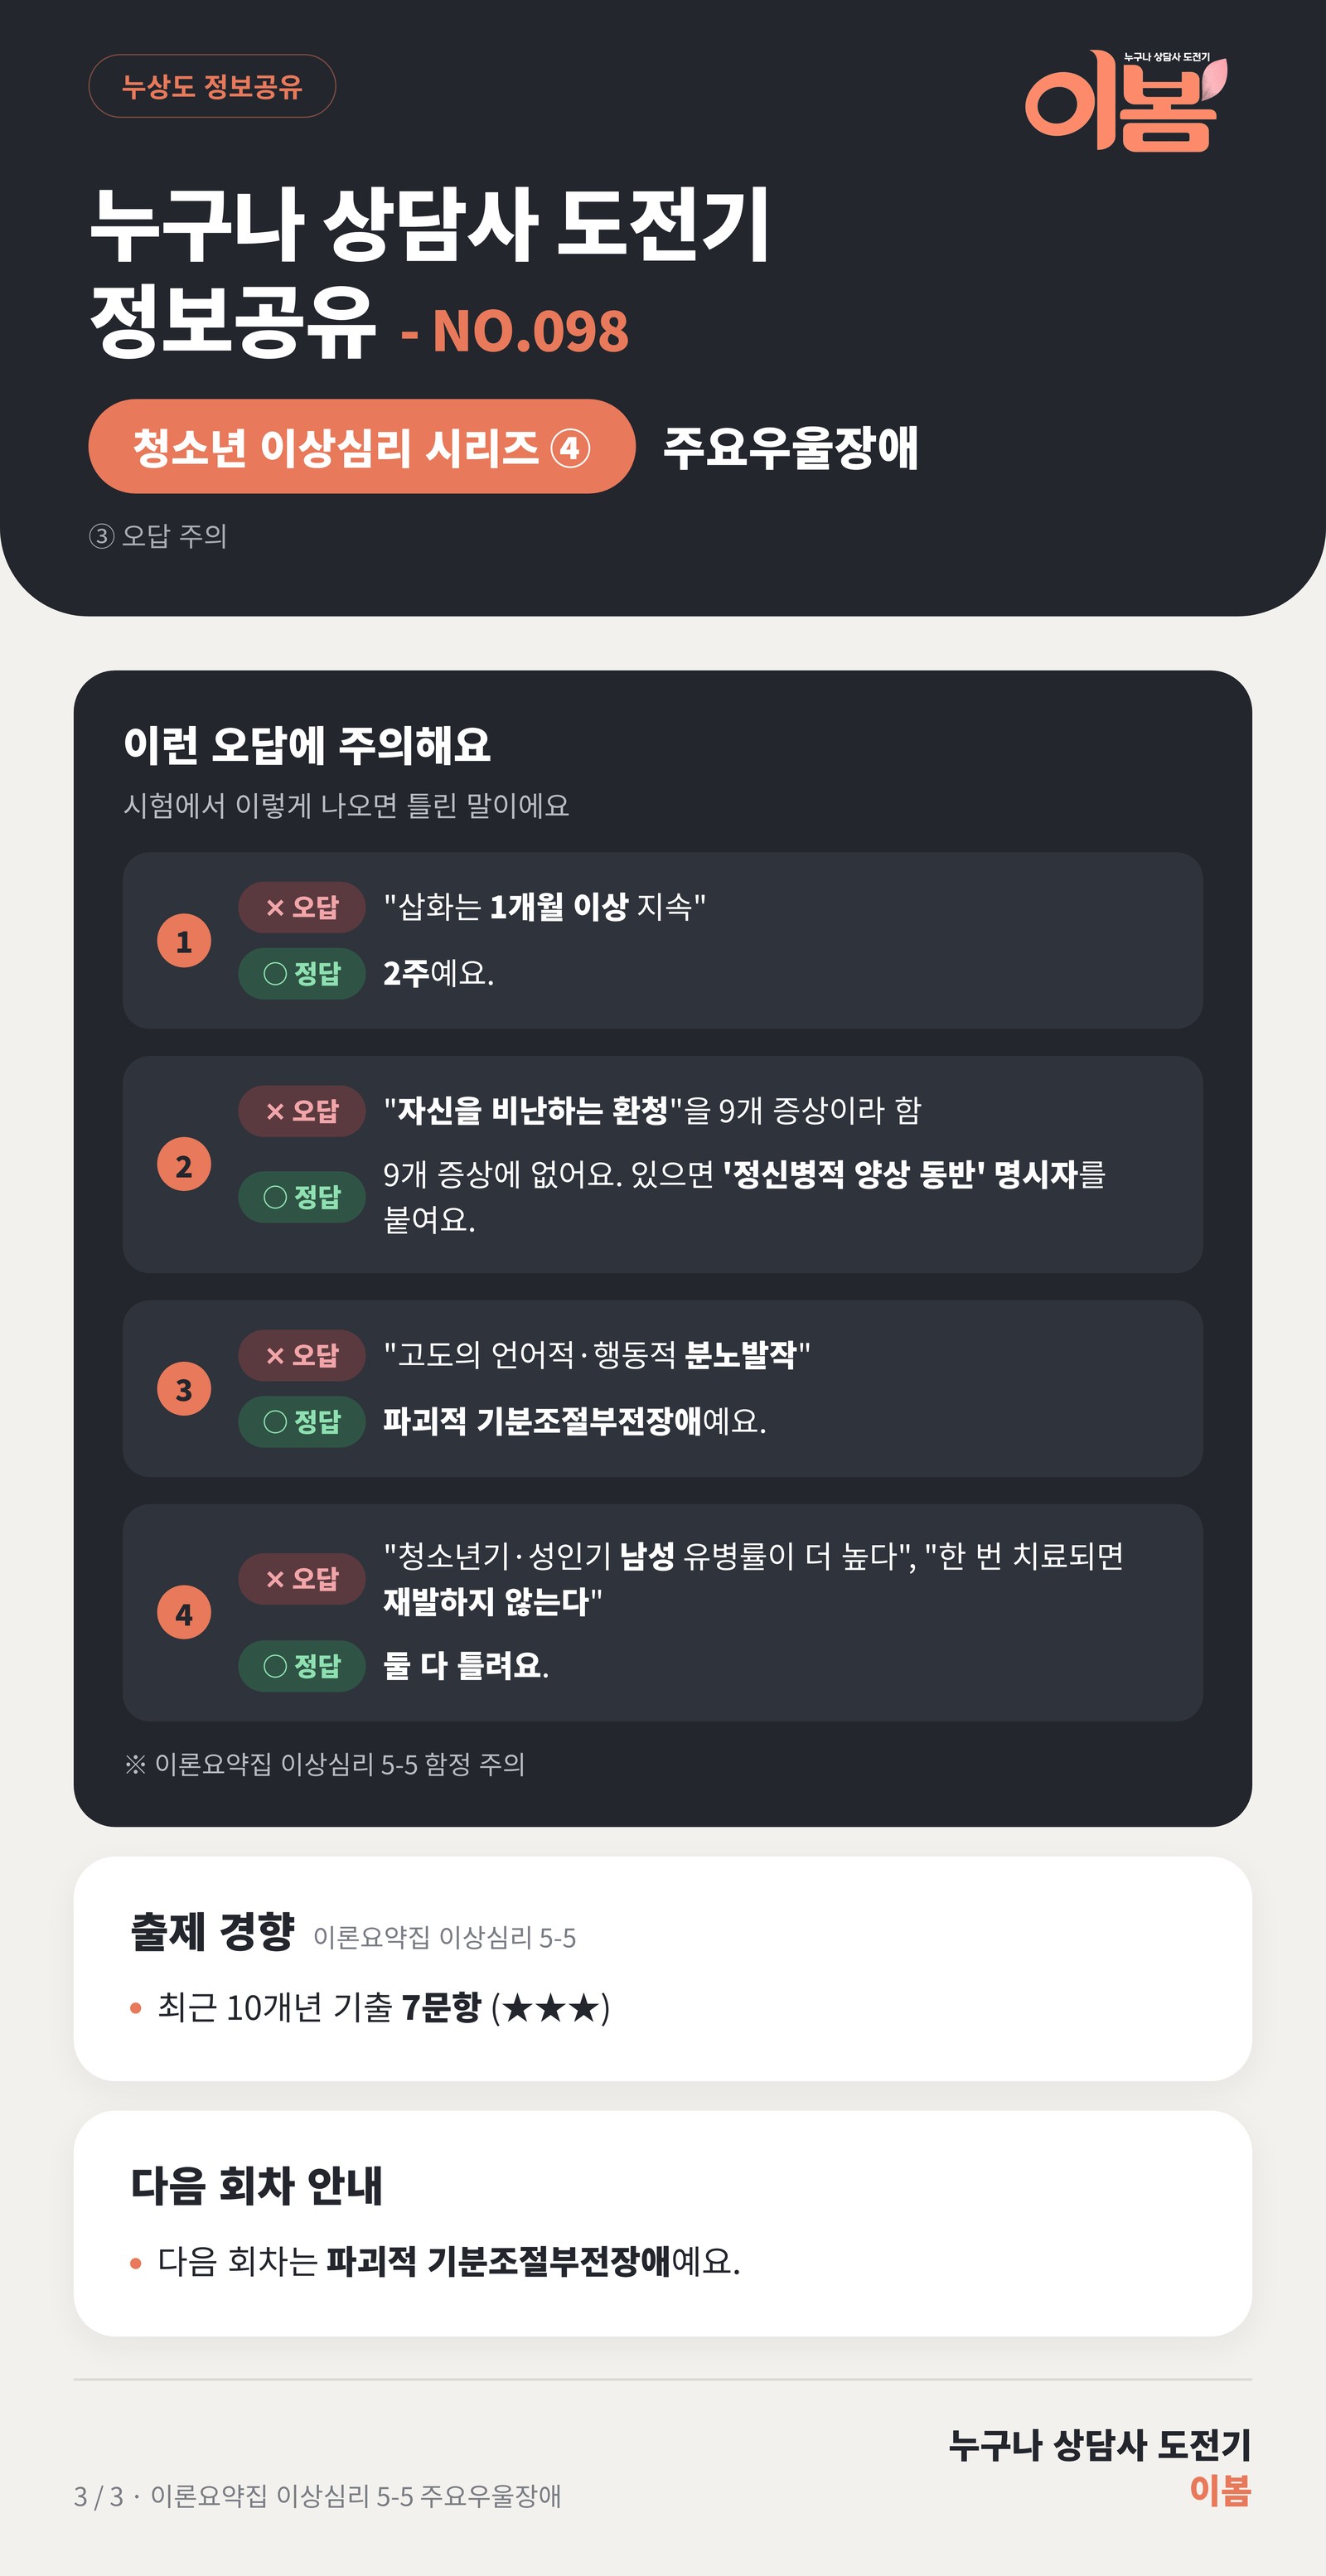 누상도 정보공유
누구나 상담사 도전기
이봄
누구나 상담사 도전기
정보공유 - NO.098
청소년 이상심리 시리즈 ④ 주요우울장애
③ 오답 주의
이런 오답에 주의해요
시험에서 이렇게 나오면 틀린 말이에요
1
✕ 오답 "삽화는 1개월 이상 지속"
○ 정답 2주예요.
2
✕ 오답 "자신을 비난하는 환청"을 9개 증상이라 함
○ 정답 9개 증상에 없어요. 있으면 '정신병적 양상 동반' 명시자를
붙여요.
3
✕ 오답 "고도의 언어적·행동적 분노발작"
○ 정답 파괴적 기분조절부전장애예요.
4
✕ 오답 "청소년기·성인기 남성 유병률이 더 높다", "한 번 치료되면
재발하지 않는다"
○ 정답 둘 다 틀려요.
※ 이론요약집 이상심리 5-5 함정 주의
출제 경향 이론요약집 이상심리 5-5
• 최근 10개년 기출 7문항 (★★★)
다음 회차 안내
• 다음 회차는 파괴적 기분조절부전장애예요.
누구나 상담사 도전기
3 / 3 · 이론요약집 이상심리 5-5 주요우울장애
이봄